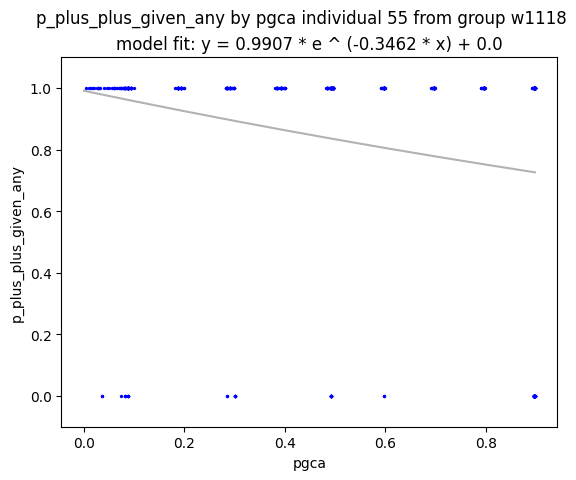 p_plus_plus_given_any by pgca individual 55 from group w1118
model fit: y = 0.9907 * e ^ (-0.3462 * x) + 0.0
1.0
0.8
0.6
0.4
0.2
0.0
p_plus_plus_given_any
0.0 0.2 0.4 0.6 0.8
pgca